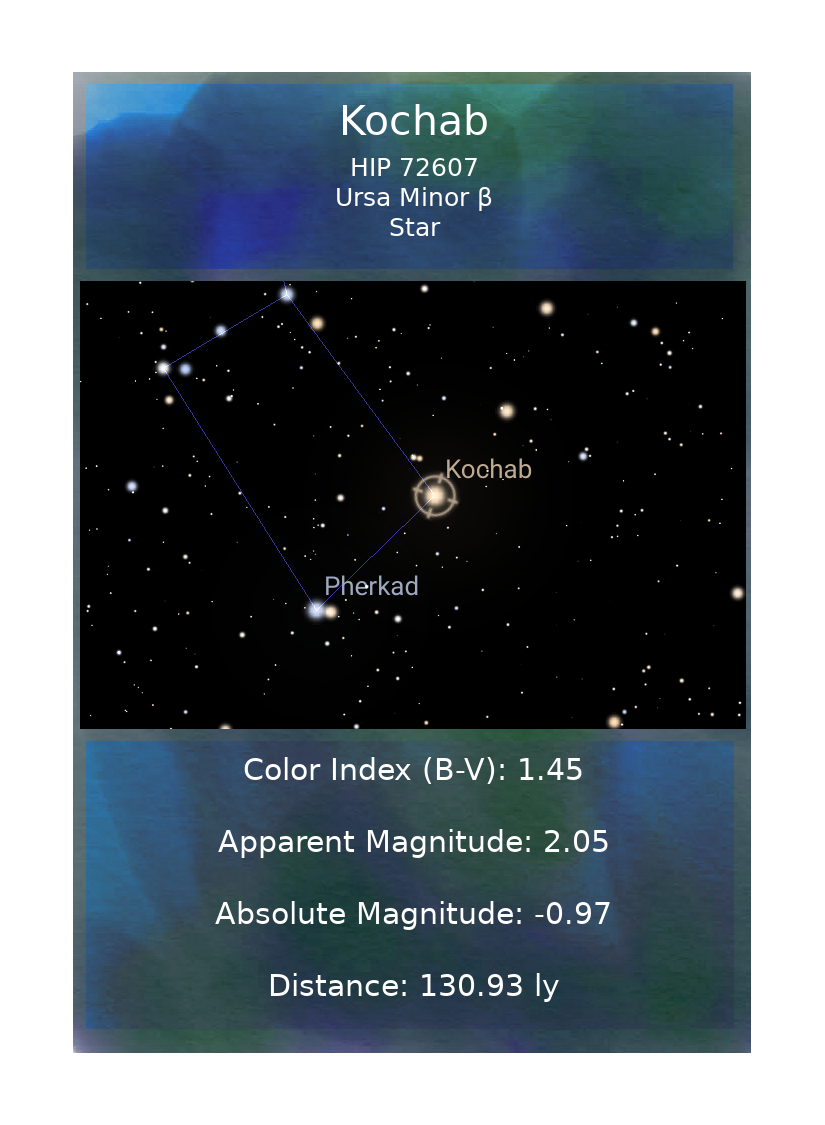 Kochab
HIP 72607
Ursa Minor β
Star
Kochab
Pherkad
Color Index (B-V): 1.45
Apparent Magnitude: 2.05
Absolute Magnitude: -0.97
Distance: 130.93 ly